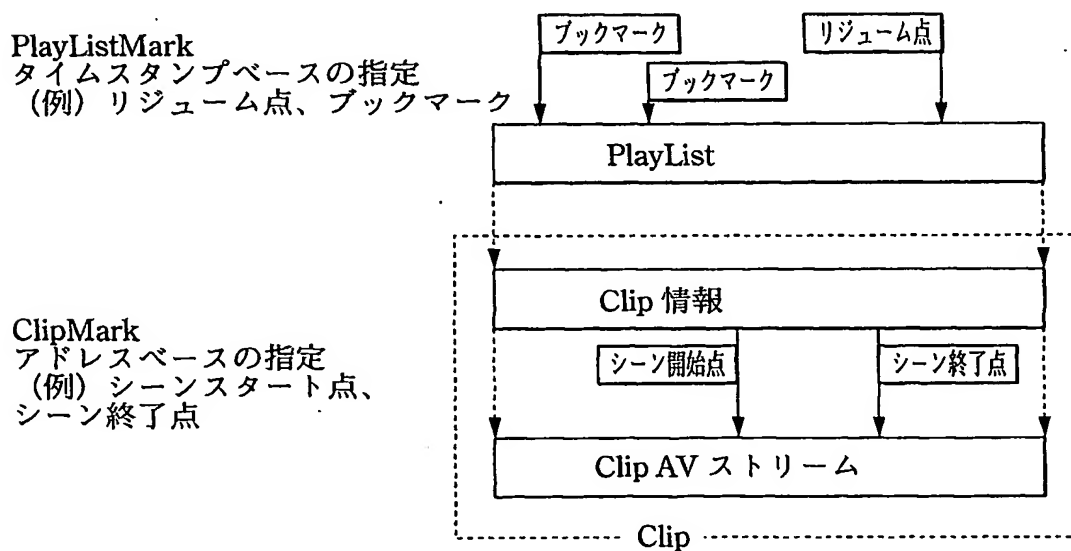 PlayListMark
タイムスタンプベースの指定
（例）リジューム点、ブックマーク
ブックマーク
リジューム点
ブックマーク
PlayList
Clip 情報
ClipMark
アドレスベースの指定
（例）シーンスタート点、
シーン終了点
シーン開始点
シーン終了点
Clip AV ストリーム
Clip